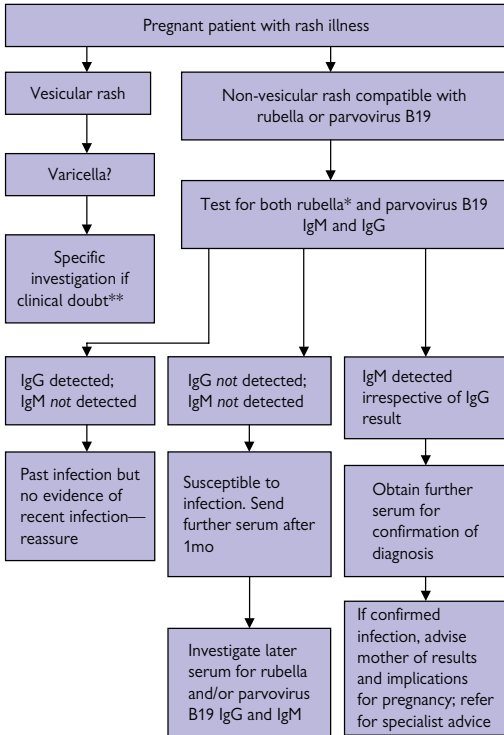 Pregnant patient with rash illness
Vesicular rash
Non-vesicular rash compatible with
rubella or parvovirus B19
Varicella?
Test for both rubella* and parvovirus B19
IgM and IgG
Specific
investigation if
clinical doubt**
IgG detected;
IgM not detected
IgG not detected;
IgM not detected
IgM detected
irrespective of IgG
result
Past infection but
no evidence of
recent infection—
reassure
Susceptible to
infection. Send
further serum after
1mo
Obtain further
serum for
confirmation of
diagnosis
Investigate later
serum for rubella
and/or parvovirus
B19 IgG and IgM
If confirmed
infection, advise
mother of results
and implications
for pregnancy; refer
for specialist advice